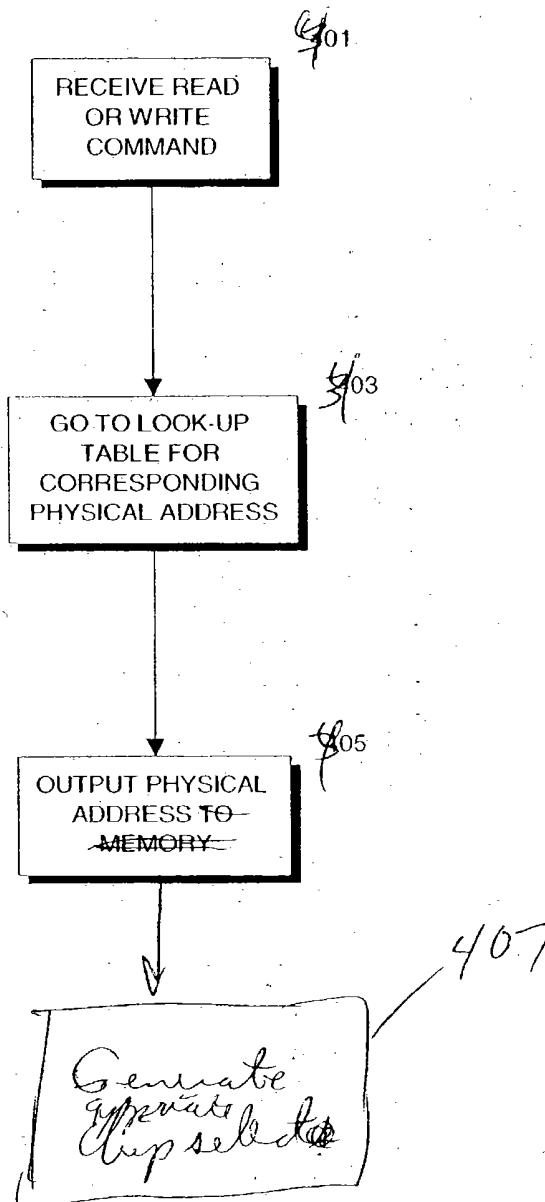 401
RECEIVE READ
OR WRITE
COMMAND
403
GO TO LOOK-UP
TABLE FOR
CORRESPONDING
PHYSICAL ADDRESS
405
OUTPUT PHYSICAL
ADDRESS TO
MEMORY
407
Generate
appropriate
Chip selects